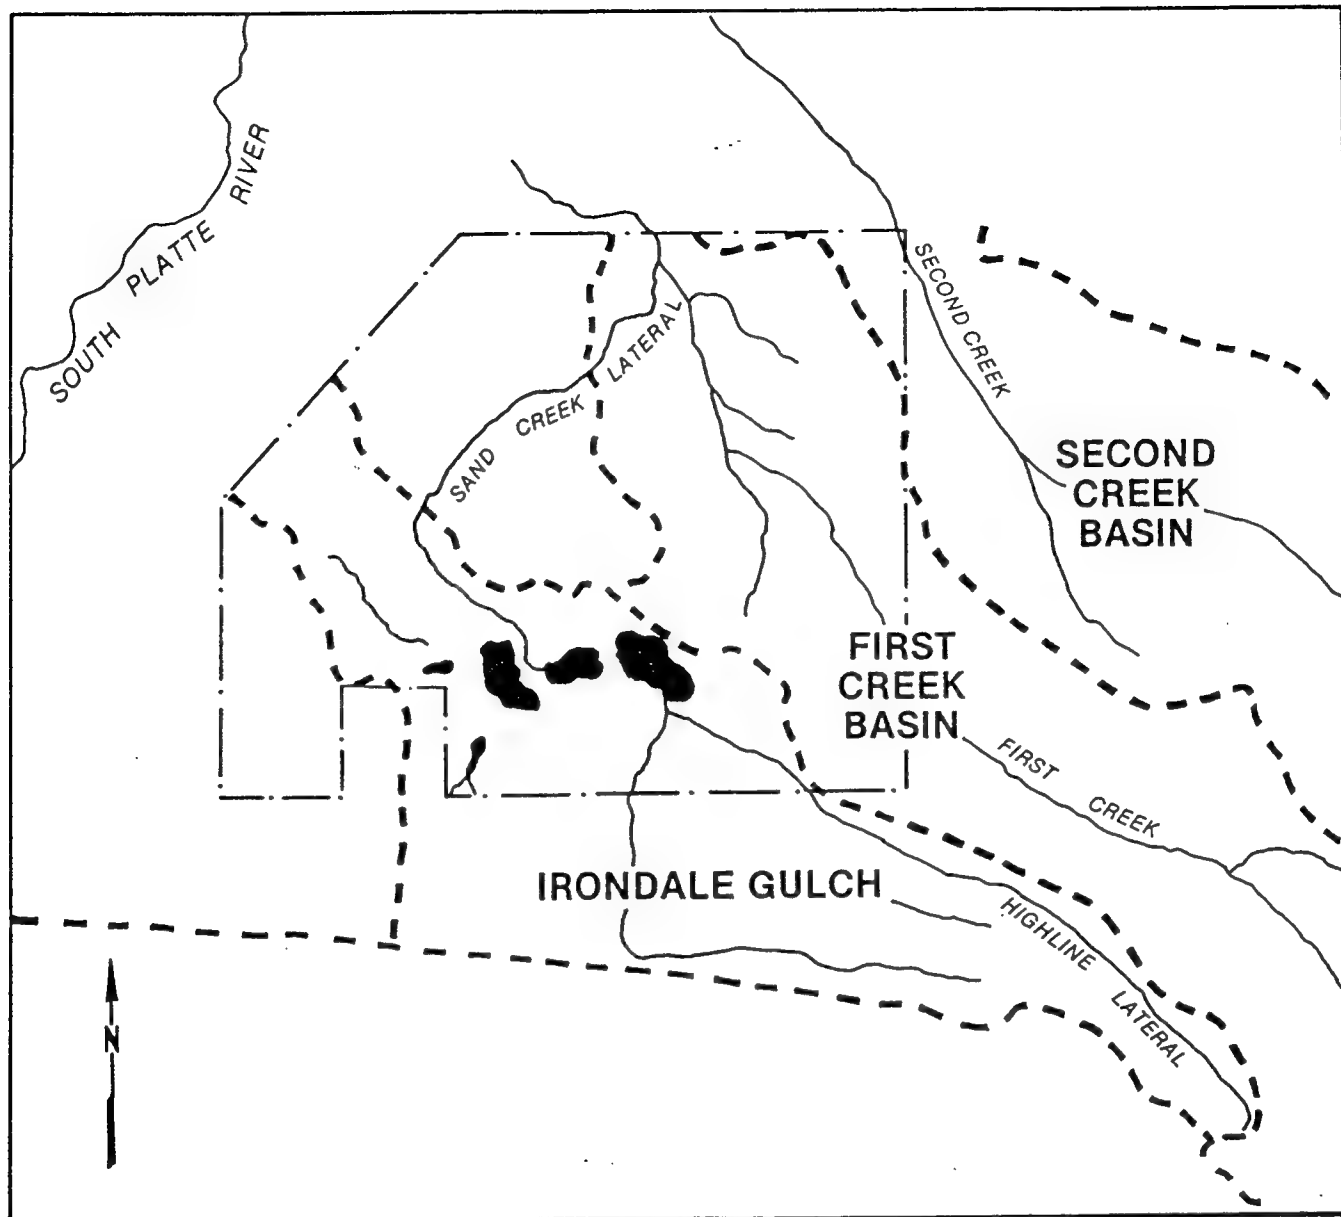 SOUTH PLATTE RIVER
SECOND CREEK
SAND CREEK LATERAL
SECOND
CREEK
BASIN
FIRST
CREEK
BASIN
FIRST CREEK
IRONDALE GULCH
HIGHLINE LATERAL
N